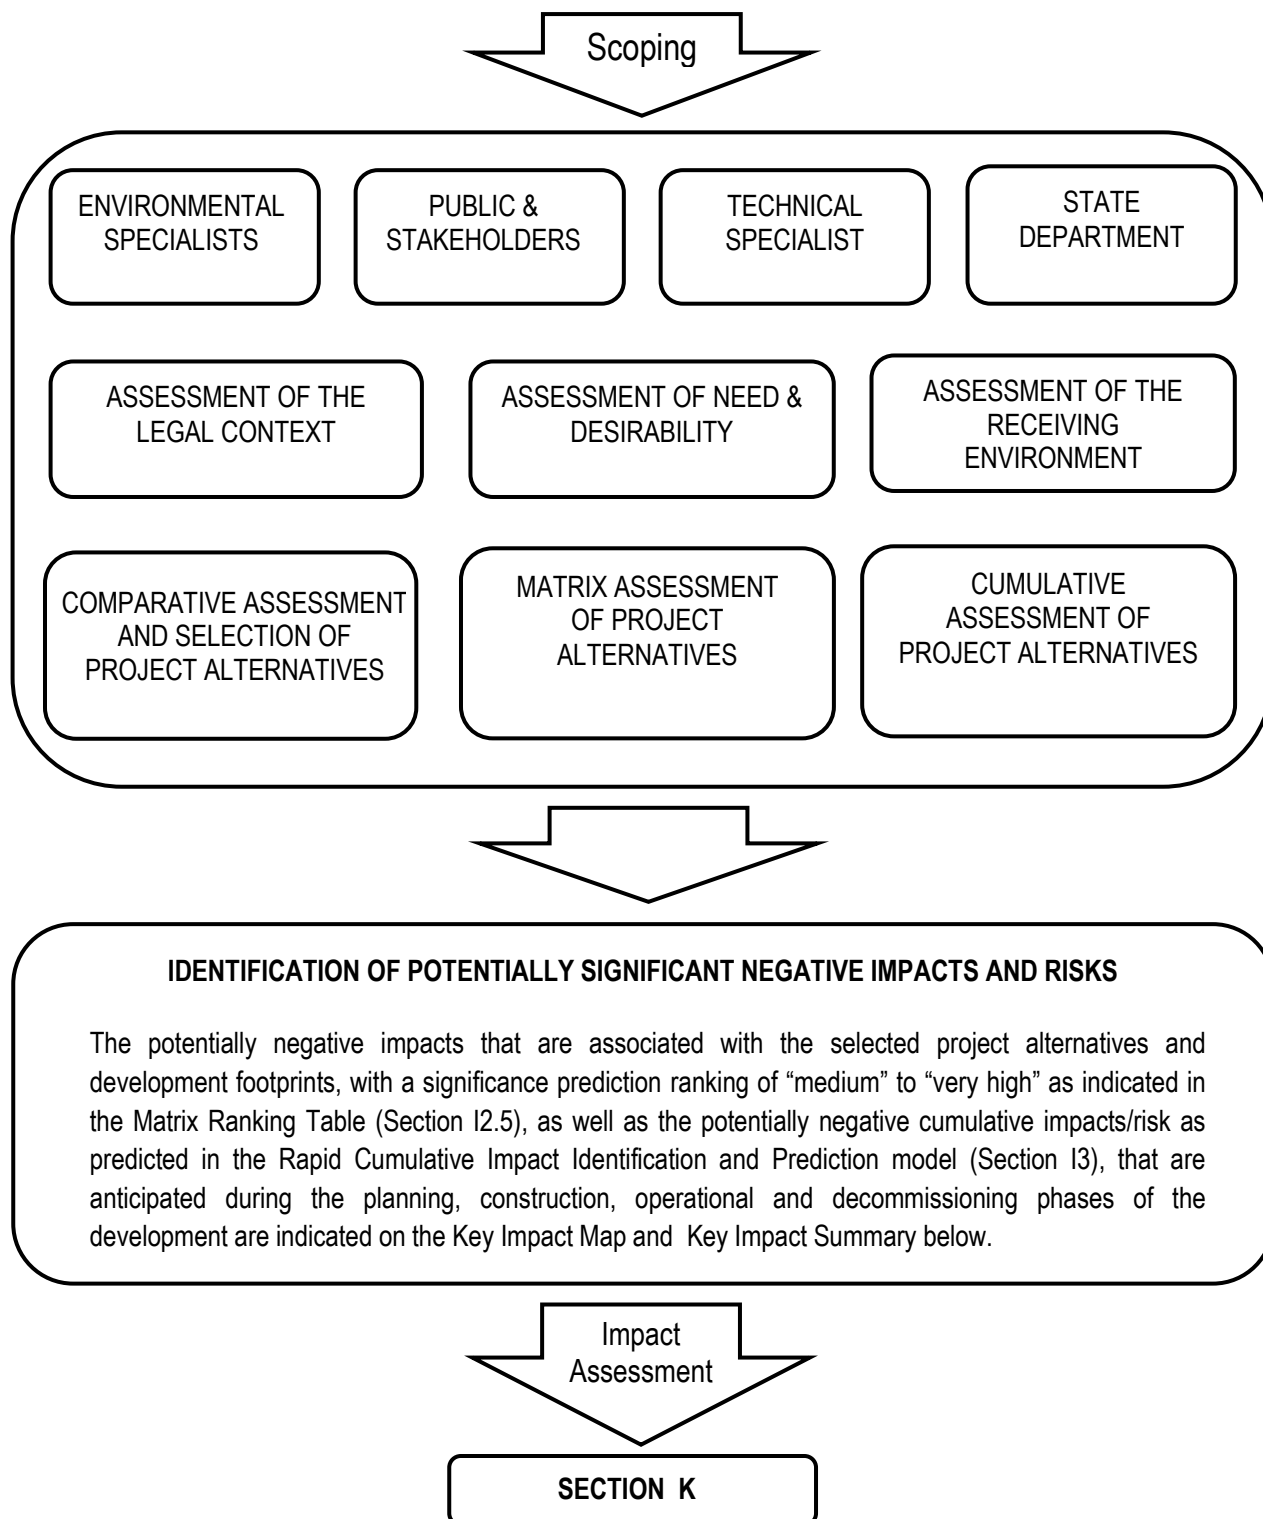 Scoping
ENVIRONMENTAL
SPECIALISTS
PUBLIC &
STAKEHOLDERS
TECHNICAL
SPECIALIST
STATE
DEPARTMENT
ASSESSMENT OF THE
LEGAL CONTEXT
ASSESSMENT OF NEED &
DESIRABILITY
ASSESSMENT OF THE
RECEIVING
ENVIRONMENT
COMPARATIVE ASSESSMENT
AND SELECTION OF
PROJECT ALTERNATIVES
MATRIX ASSESSMENT
OF PROJECT
ALTERNATIVES
CUMULATIVE
ASSESSMENT OF
PROJECT ALTERNATIVES
IDENTIFICATION OF POTENTIALLY SIGNIFICANT NEGATIVE IMPACTS AND RISKS
The potentially negative impacts that are associated with the selected project alternatives and
development footprints, with a significance prediction ranking of “medium” to “very high” as indicated in
the Matrix Ranking Table (Section I2.5), as well as the potentially negative cumulative impacts/risk as
predicted in the Rapid Cumulative Impact Identification and Prediction model (Section I3), that are
anticipated during the planning, construction, operational and decommissioning phases of the
development are indicated on the Key Impact Map and Key Impact Summary below.
Impact
Assessment
SECTION K